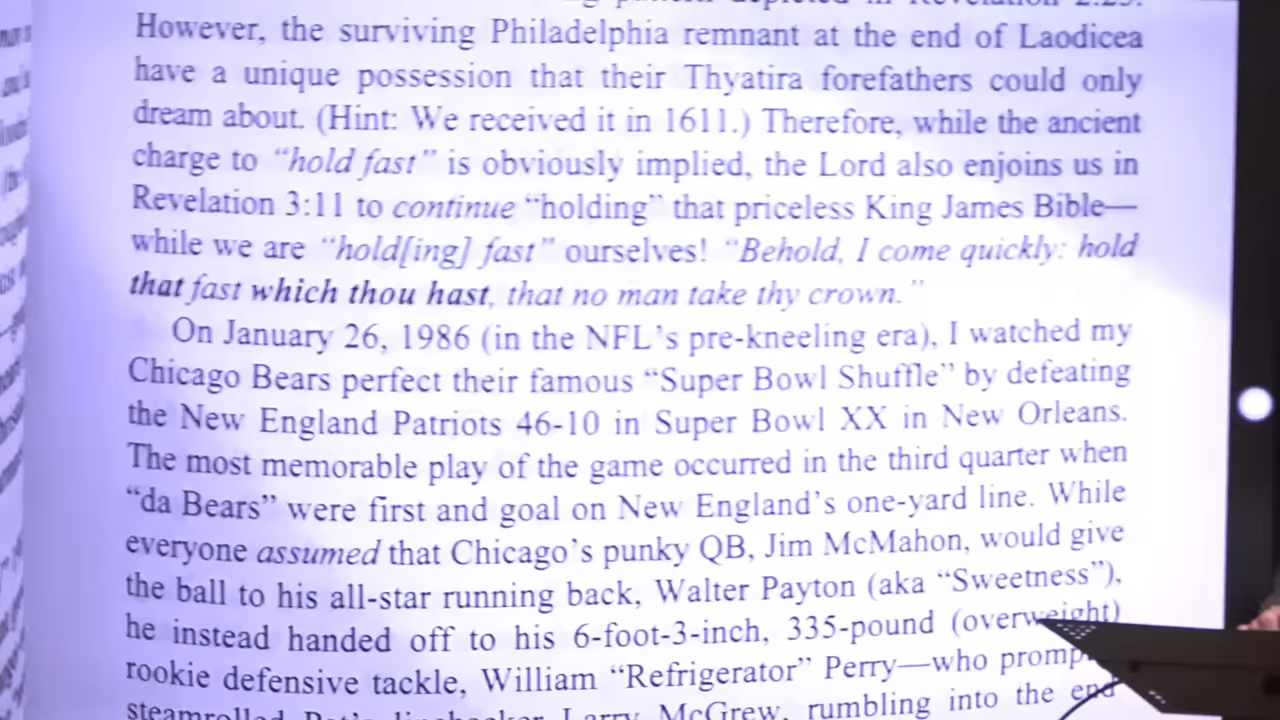 However, the surviving Philadelphia remnant at the end of Laodicea
have a unique possession that their Thyatira forefathers could only
dream about. (Hint: We received it in 1611.) Therefore, while the ancient
charge to “hold fast” is obviously implied, the Lord also enjoins us in
Revelation 3:11 to continue “holding” that priceless King James Bible—
while we are “hold[ing] fast” ourselves! “Behold, I come quickly: hold
that fast which thou hast, that no man take thy crown.”
On January 26, 1986 (in the NFL’s pre-kneeling era), I watched my
Chicago Bears perfect their famous “Super Bowl Shuffle” by defeating
the New England Patriots 46-10 in Super Bowl XX in New Orleans.
The most memorable play of the game occurred in the third quarter when
“da Bears” were first and goal on New England’s one-yard line. While
everyone assumed that Chicago’s punky QB, Jim McMahon, would give
the ball to his all-star running back, Walter Payton (aka “Sweetness”),
he instead handed off to his 6-foot-3-inch, 335-pound (overweight)
rookie defensive tackle, William “Refrigerator” Perry—who
steamrolled Larry McGrew, rumbling into the end